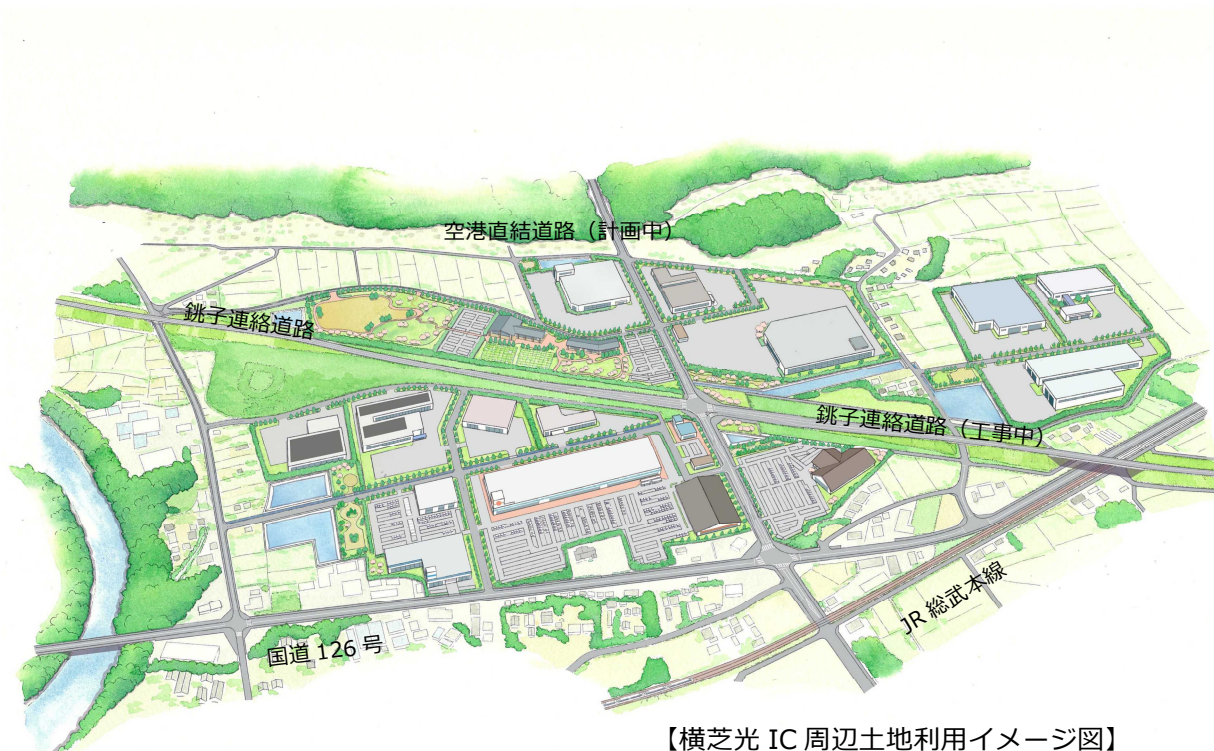 空港直結道路（計画中）
銚子連絡道路
銚子連絡道路（工事中）
JR 総武本線
国道 126 号
【横芝光 IC 周辺土地利用イメージ図】